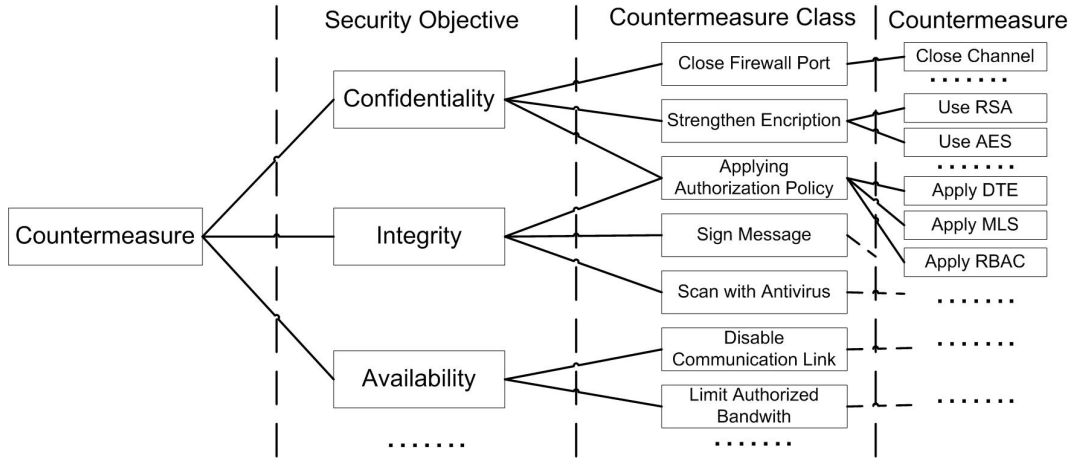 Security Objective
Countermeasure Class
Countermeasure
Countermeasure
Confidentiality
Integrity
Availability
.......
Close Firewall Port
Strengthen Encription
Applying
Authorization Policy
Sign Message
Scan with Antivirus
Disable
Communication Link
Limit Authorized
Bandwith
.......
Close Channel
.......
Use RSA
Use AES
.......
Apply DTE
Apply MLS
Apply RBAC
.......
.......
.......